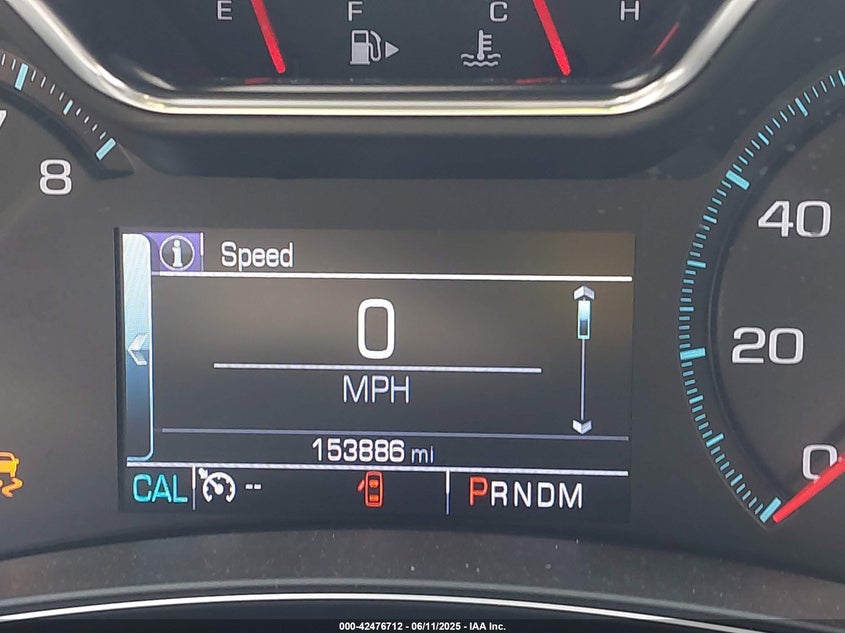 E F C H
8
Speed
0
MPH
153886 mi
CAL -- PRNDM
40
20
0
000-42476712 - 06/11/2025 - IAA Inc.